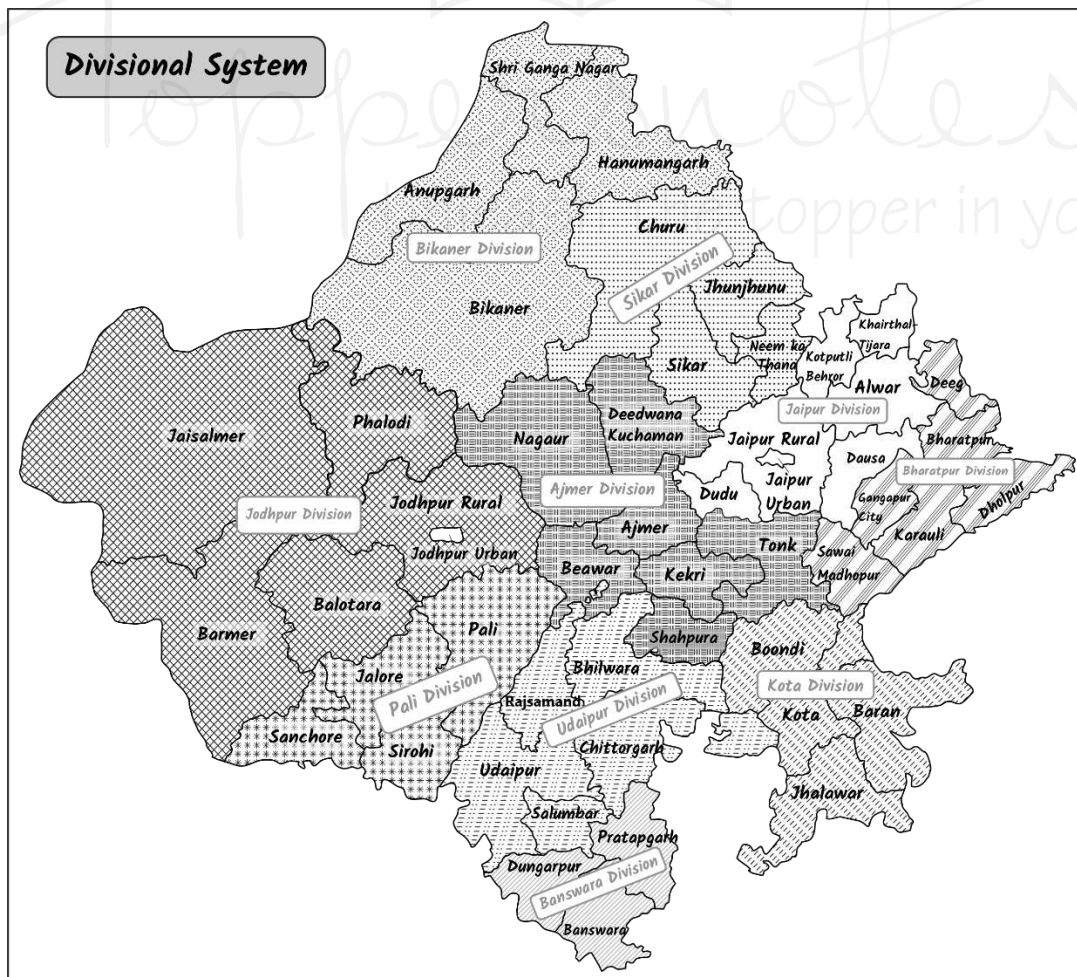 Toppersnotes
Divisional System
Shri Ganga Nagar
Hanumangarh
Anupgarh
topper in yo
Churu
Bikaner Division
Sikar Division
Jhunjhunu
Bikaner
Khairthal
Tijara
Neem ka
Thana
Kotputli
Behror
Sikar
Alwar
Deeg
Jaipur Division
Phalodi
Deedwana
Kuchaman
Nagaur
Jaipur Rural
Jaisalmer
Bharatpur
Dausa
Bharatpur Division
Jaipur
Urban
Dudu
Ajmer Division
Jodhpur Rural
Gangapur
City
Dholpur
Jodhpur Division
Ajmer
Karauli
Tonk
Jodhpur Urban
Sawai
Madhopur
Beawar
Kekri
Balotara
Barmer
Pali
Shahpura
Boondi
Bhilwara
Jalore
Pali Division
Kota Division
Rajsamand
Udaipur Division
Kota
Baran
Sanchore
Sirohi
Chittorgarh
Udaipur
Jhalawar
Salumbar
Pratapgarh
Dungarpur
Banswara Division
Banswara